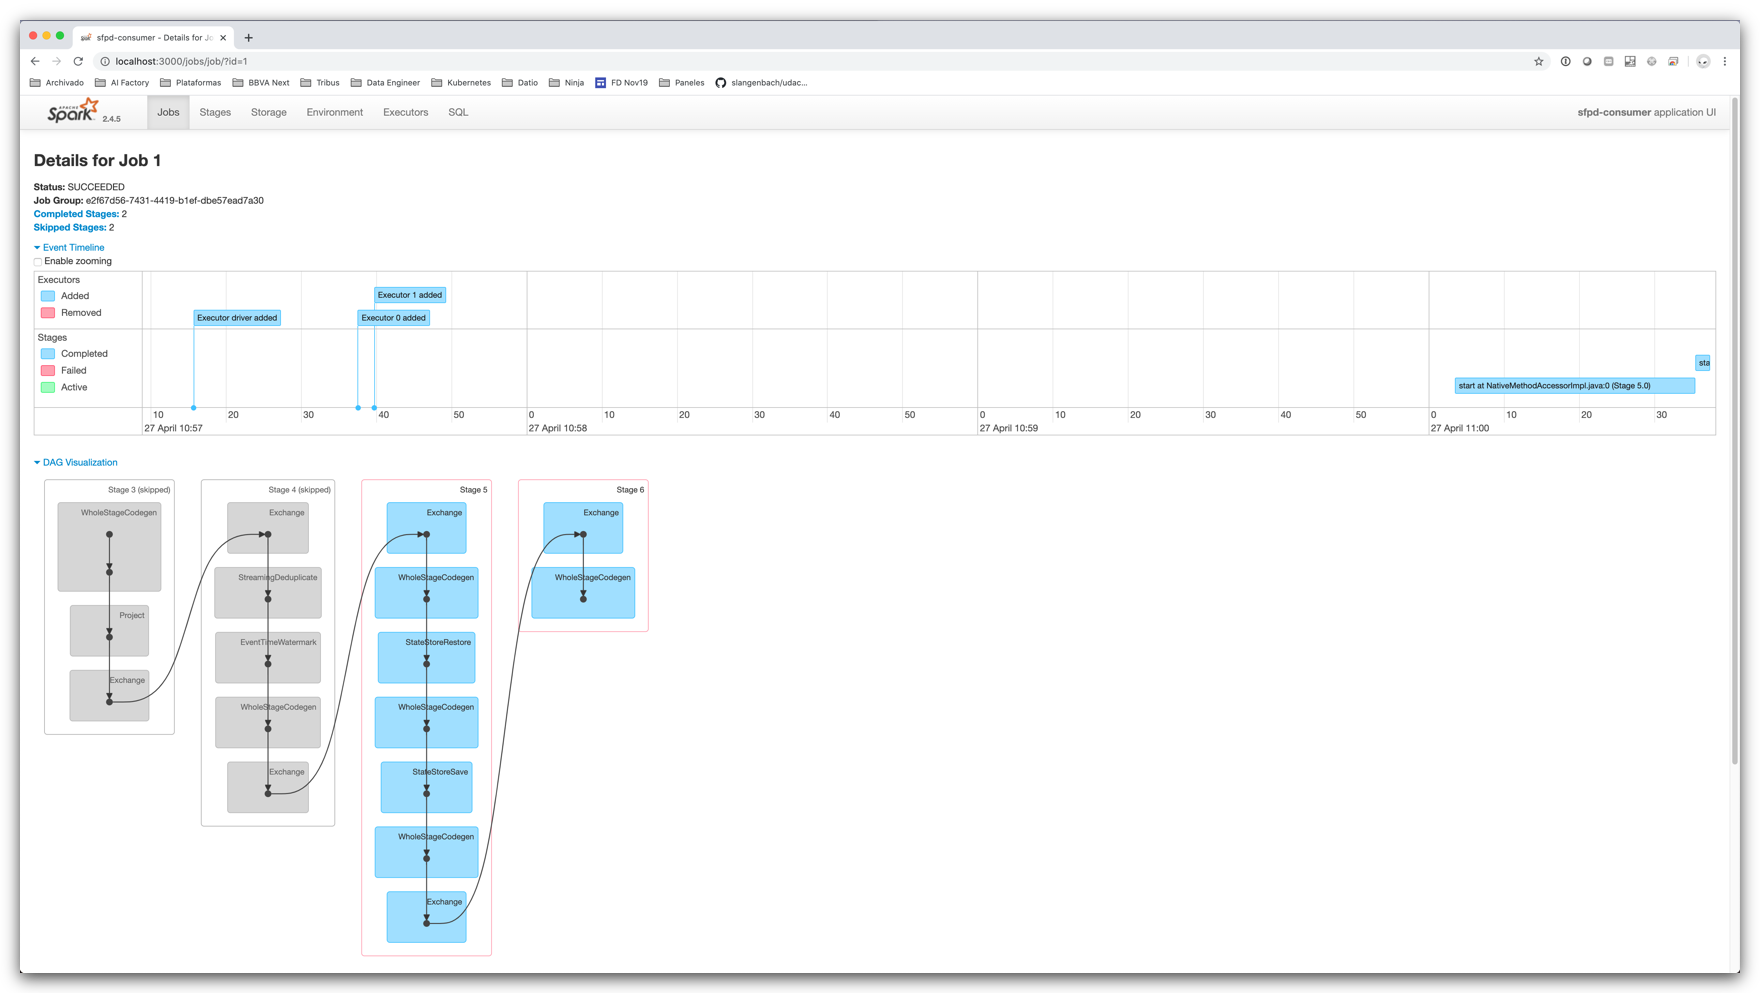 sfpd-consumer - Details for Jo
localhost:3000/jobs/job/?id=1
Archivado AI Factory Plataformas BBVA Next Tribus Data Engineer Kubernetes Datio Ninja FD Nov19 Paneles slangenbach/udac...
APACHE Spark 2.4.5 Jobs Stages Storage Environment Executors SQL sfpd-consumer application UI
Details for Job 1
Status: SUCCEEDED
Job Group: e2f67d56-7431-4419-b1ef-dbe57ead7a30
Completed Stages: 2
Skipped Stages: 2
Event Timeline
Enable zooming
Executors
Added
Removed
Executor 1 added
Executor driver added
Executor 0 added
Stages
Completed
Failed
Active
sta
start at NativeMethodAccessorImpl.java:0 (Stage 5.0)
10 20 30 40 50 0 10 20 30 40 50 0 10 20 30 40 50 0 10 20 30
27 April 10:57 27 April 10:58 27 April 10:59 27 April 11:00
DAG Visualization
Stage 3 (skipped)
WholeStageCodegen
Project
Exchange
Stage 4 (skipped)
Exchange
StreamingDeduplicate
EventTimeWatermark
WholeStageCodegen
Exchange
Stage 5
Exchange
WholeStageCodegen
StateStoreRestore
WholeStageCodegen
StateStoreSave
WholeStageCodegen
Exchange
Stage 6
Exchange
WholeStageCodegen